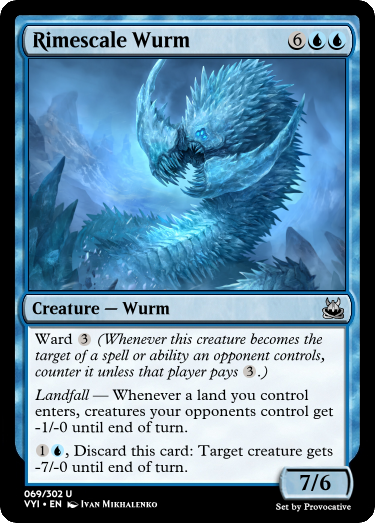 Rimescale Wurm 6UU
Creature — Wurm
Ward 3 (Whenever this creature becomes the
target of a spell or ability an opponent controls,
counter it unless that player pays 3.)
Landfall — Whenever a land you control
enters, creatures your opponents control get
-1/-0 until end of turn.
1U, Discard this card: Target creature gets
-7/-0 until end of turn.
7/6
069/302 U
VYI • EN Ivan Mikhalenko
Set by Provocative